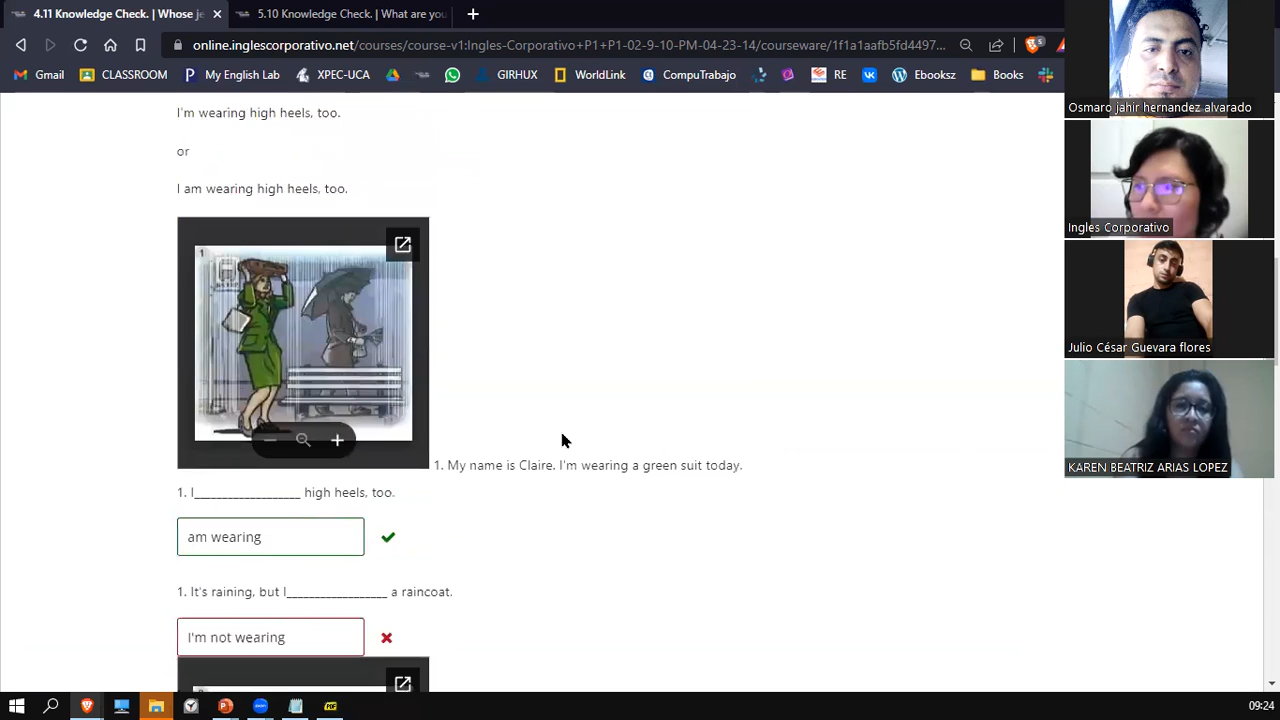 4.11 Knowledge Check. | Whose je
5.10 Knowledge Check. | What are you
online.inglescorporativo.net/courses/course-v1:Ingles-Corporativo+P1+P1-02-9-10-PM-04-23-14/courseware/1f1a1aafb5fd4497...
5
Gmail
CLASSROOM
My English Lab
XPEC-UCA
GIRHUX
WorldLink
CompuTrabajo
RE
Ebooksz
Books
I'm wearing high heels, too.
or
I am wearing high heels, too.
1
1. My name is Claire. I'm wearing a green suit today.
1. I__________________ high heels, too.
am wearing
1. It's raining, but I_________________ a raincoat.
I'm not wearing
Osmaro jahir hernandez alvarado
Ingles Corporativo
Julio César Guevara flores
KAREN BEATRIZ ARIAS LOPEZ
09:24